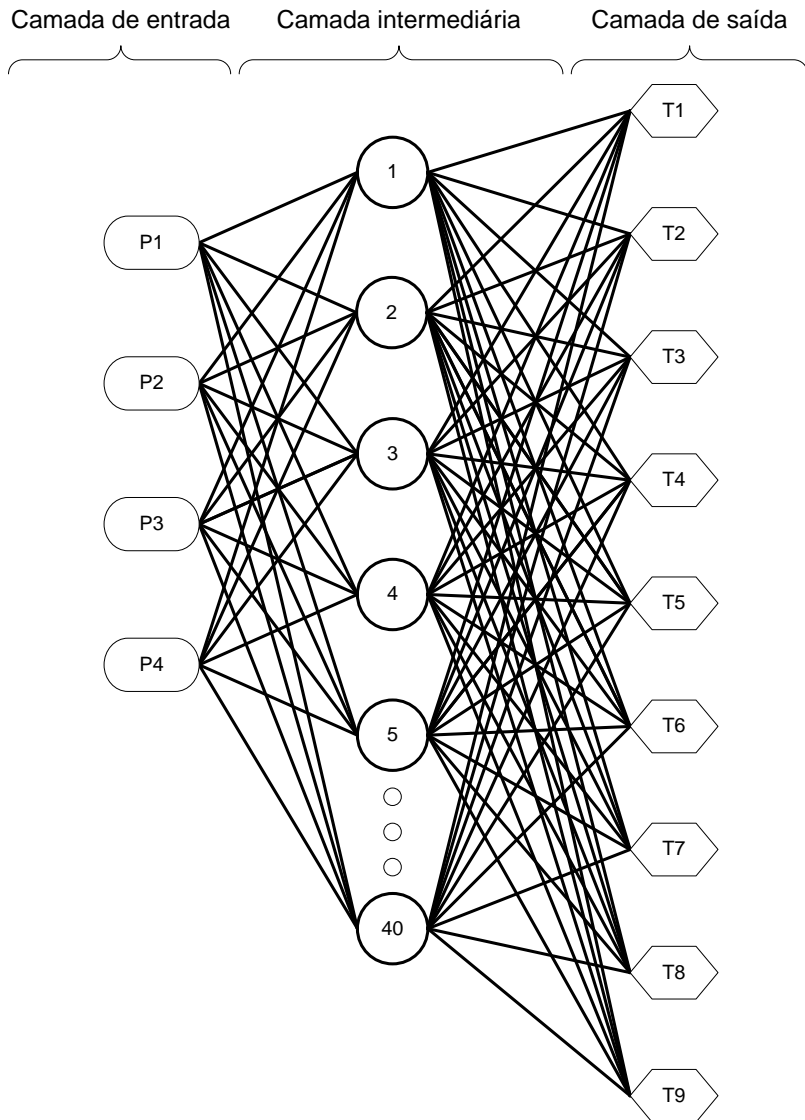 Camada de entrada
Camada intermediária
Camada de saída
P1
P2
P3
P4
1
2
3
4
5
40
T1
T2
T3
T4
T5
T6
T7
T8
T9